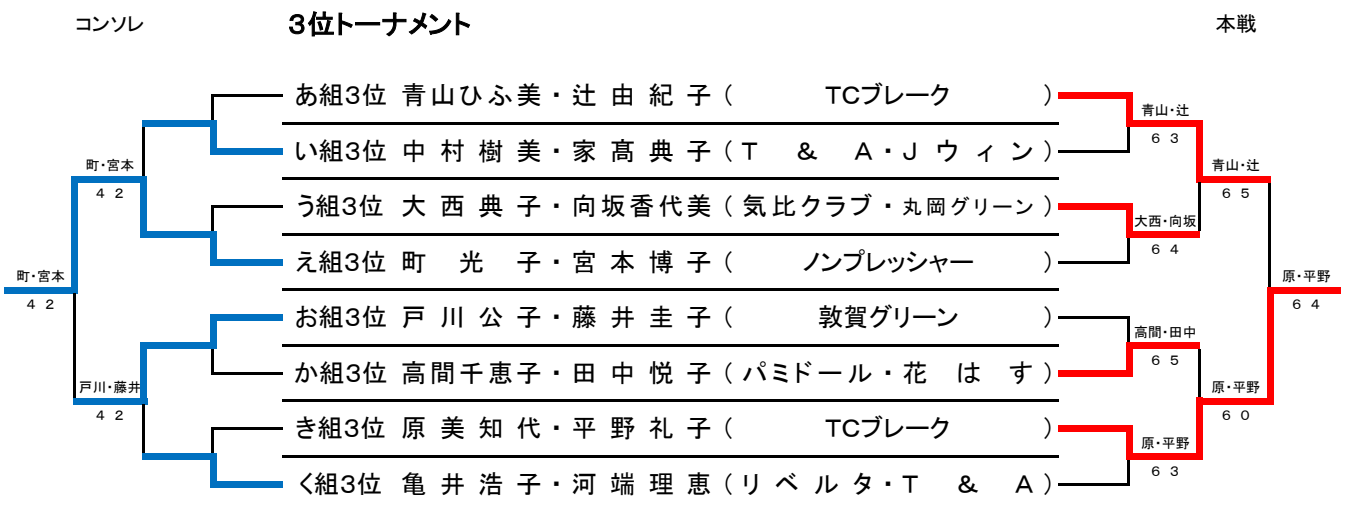 コンソレ 3位トーナメント 本戦
あ組3位 青山ひふ美・辻由紀子(TCブレーク)
青山・辻
6 3
い組3位 中村樹美・家髙典子(T & A・Jウィン)
町・宮本
4 2
青山・辻
6 5
う組3位 大西典子・向坂香代美(気比クラブ・丸岡グリーン)
大西・向坂
6 4
え組3位 町光子・宮本博子(ノンプレッシャー)
町・宮本
4 2
原・平野
6 4
お組3位 戸川公子・藤井圭子(敦賀グリーン)
高間・田中
6 5
か組3位 高間千恵子・田中悦子(パミドール・花はす)
戸川・藤井
4 2
原・平野
6 0
き組3位 原美知代・平野礼子(TCブレーク)
原・平野
6 3
く組3位 亀井浩子・河端理恵(リベルタ・T & A)